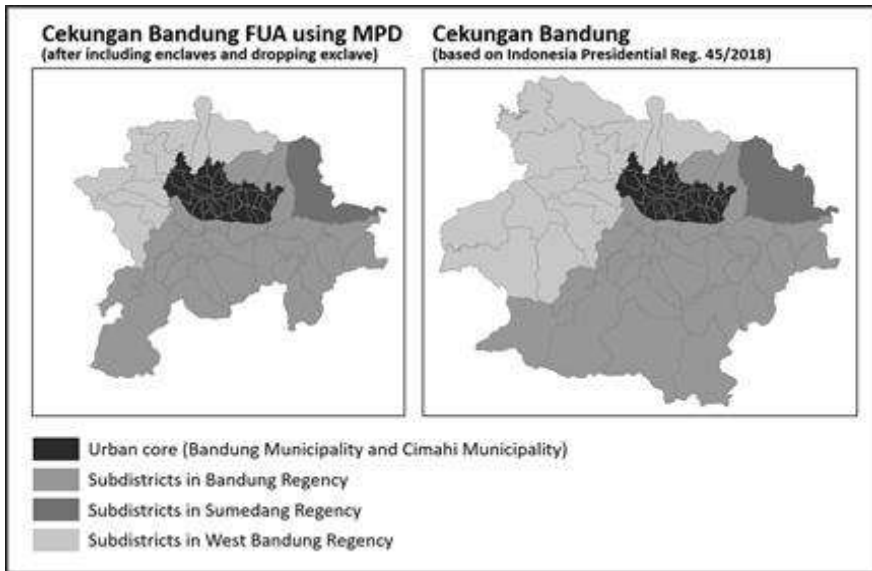 Cekungan Bandung FUA using MPD
(after including enclaves and dropping exclave)
Cekungan Bandung
(based on Indonesia Presidential Reg. 45/2018)
Urban core (Bandung Municipality and Cimahi Municipality)
Subdistricts in Bandung Regency
Subdistricts in Sumedang Regency
Subdistricts in West Bandung Regency